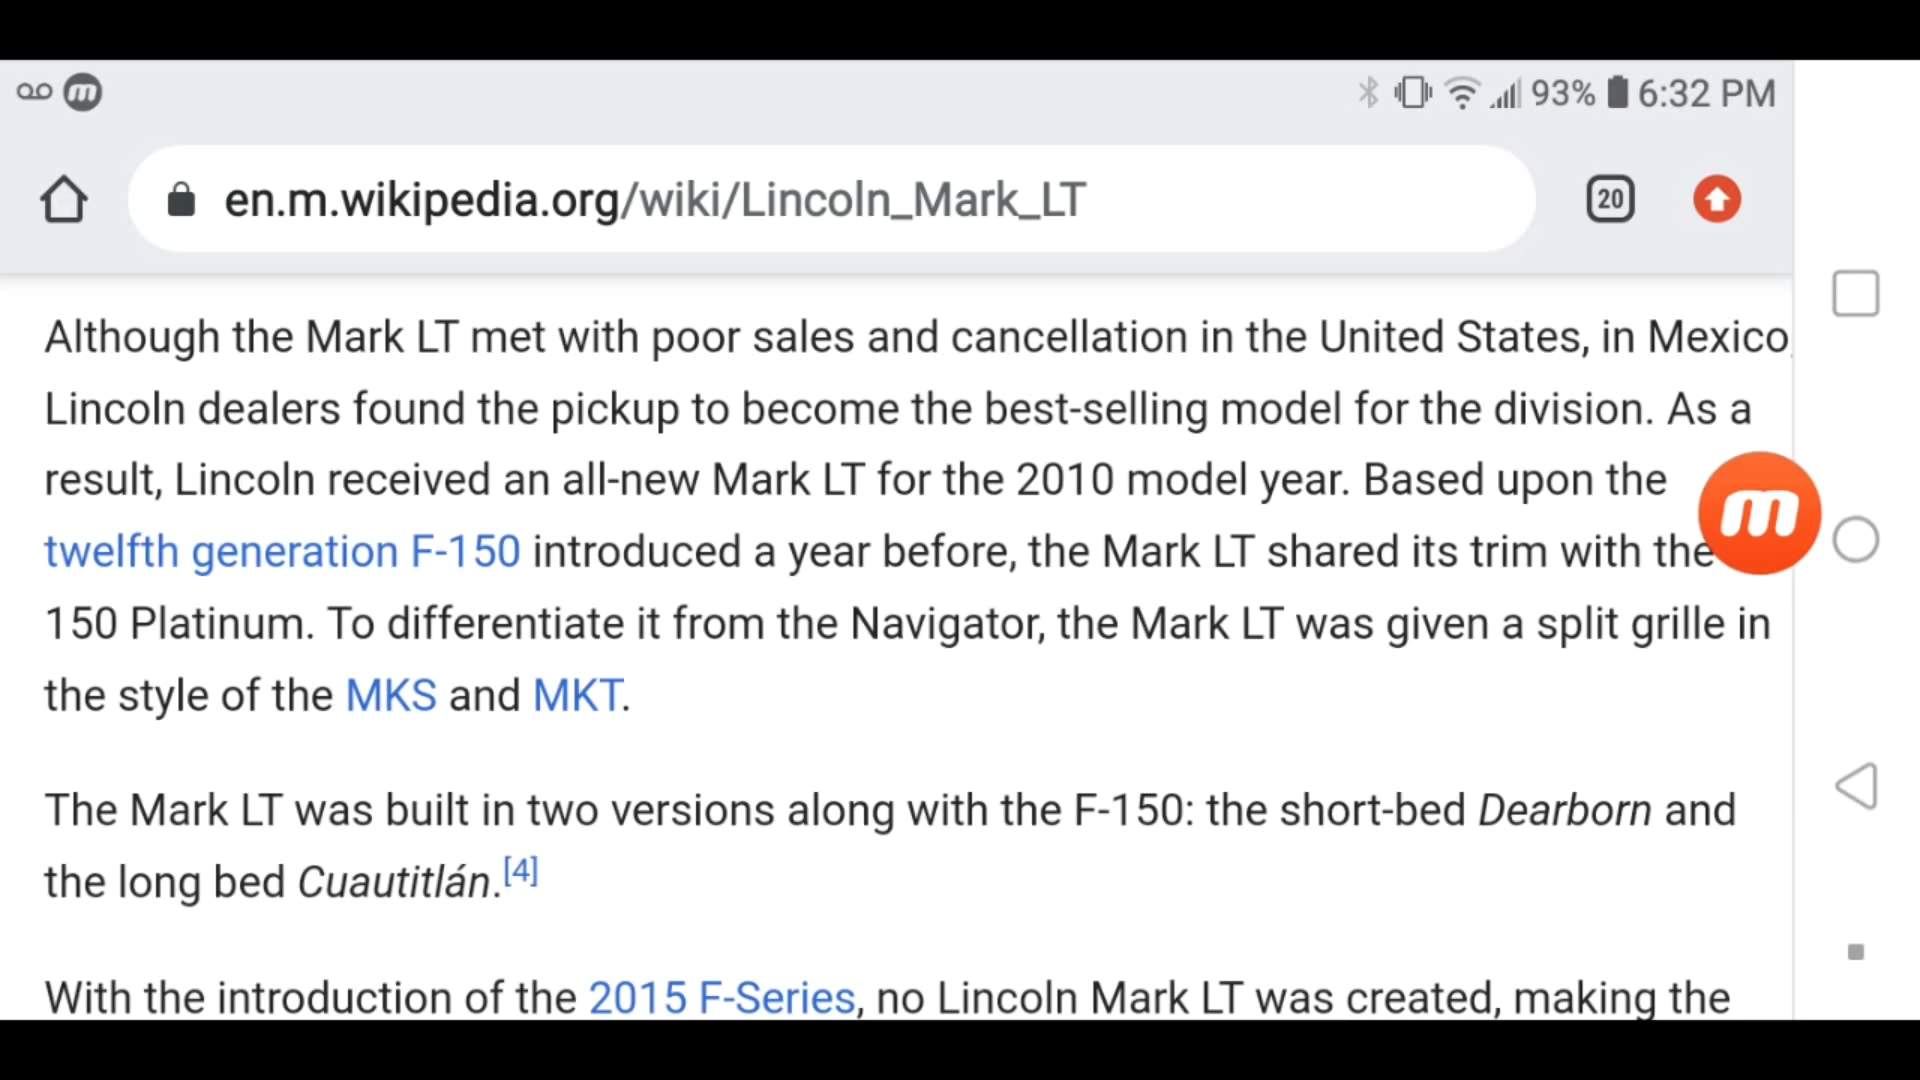 93% 6:32 PM
en.m.wikipedia.org/wiki/Lincoln_Mark_LT
20
Although the Mark LT met with poor sales and cancellation in the United States, in Mexico,
Lincoln dealers found the pickup to become the best-selling model for the division. As a
result, Lincoln received an all-new Mark LT for the 2010 model year. Based upon the
m
twelfth generation F-150 introduced a year before, the Mark LT shared its trim with the
150 Platinum. To differentiate it from the Navigator, the Mark LT was given a split grille in
the style of the MKS and MKT.
The Mark LT was built in two versions along with the F-150: the short-bed Dearborn and
the long bed Cuautitlán.[4]
With the introduction of the 2015 F-Series, no Lincoln Mark LT was created, making the